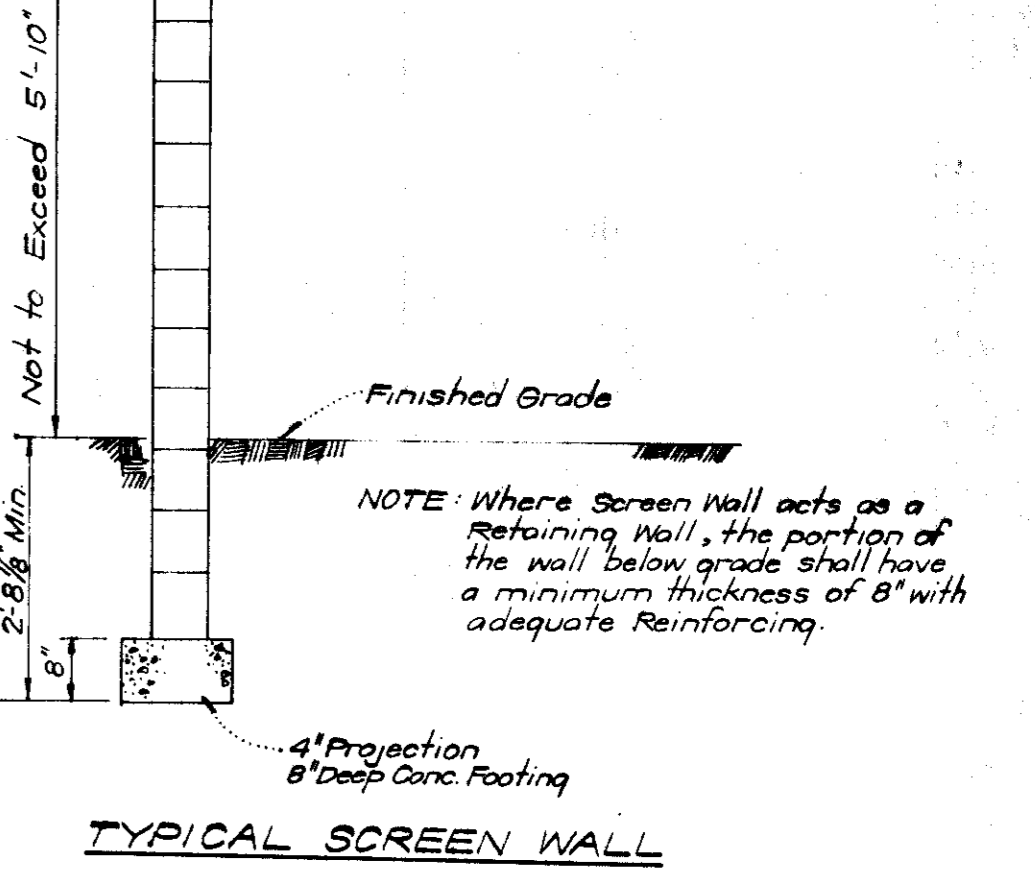 Not to Exceed 5'-10"
Finished Grade
NOTE: Where Screen Wall acts as a
Retaining Wall, the portion of
the wall below grade shall have
a minimum thickness of 8" with
adequate Reinforcing.
2'-8⅛" Min.
8"
4" Projection
8" Deep Conc. Footing
TYPICAL SCREEN WALL